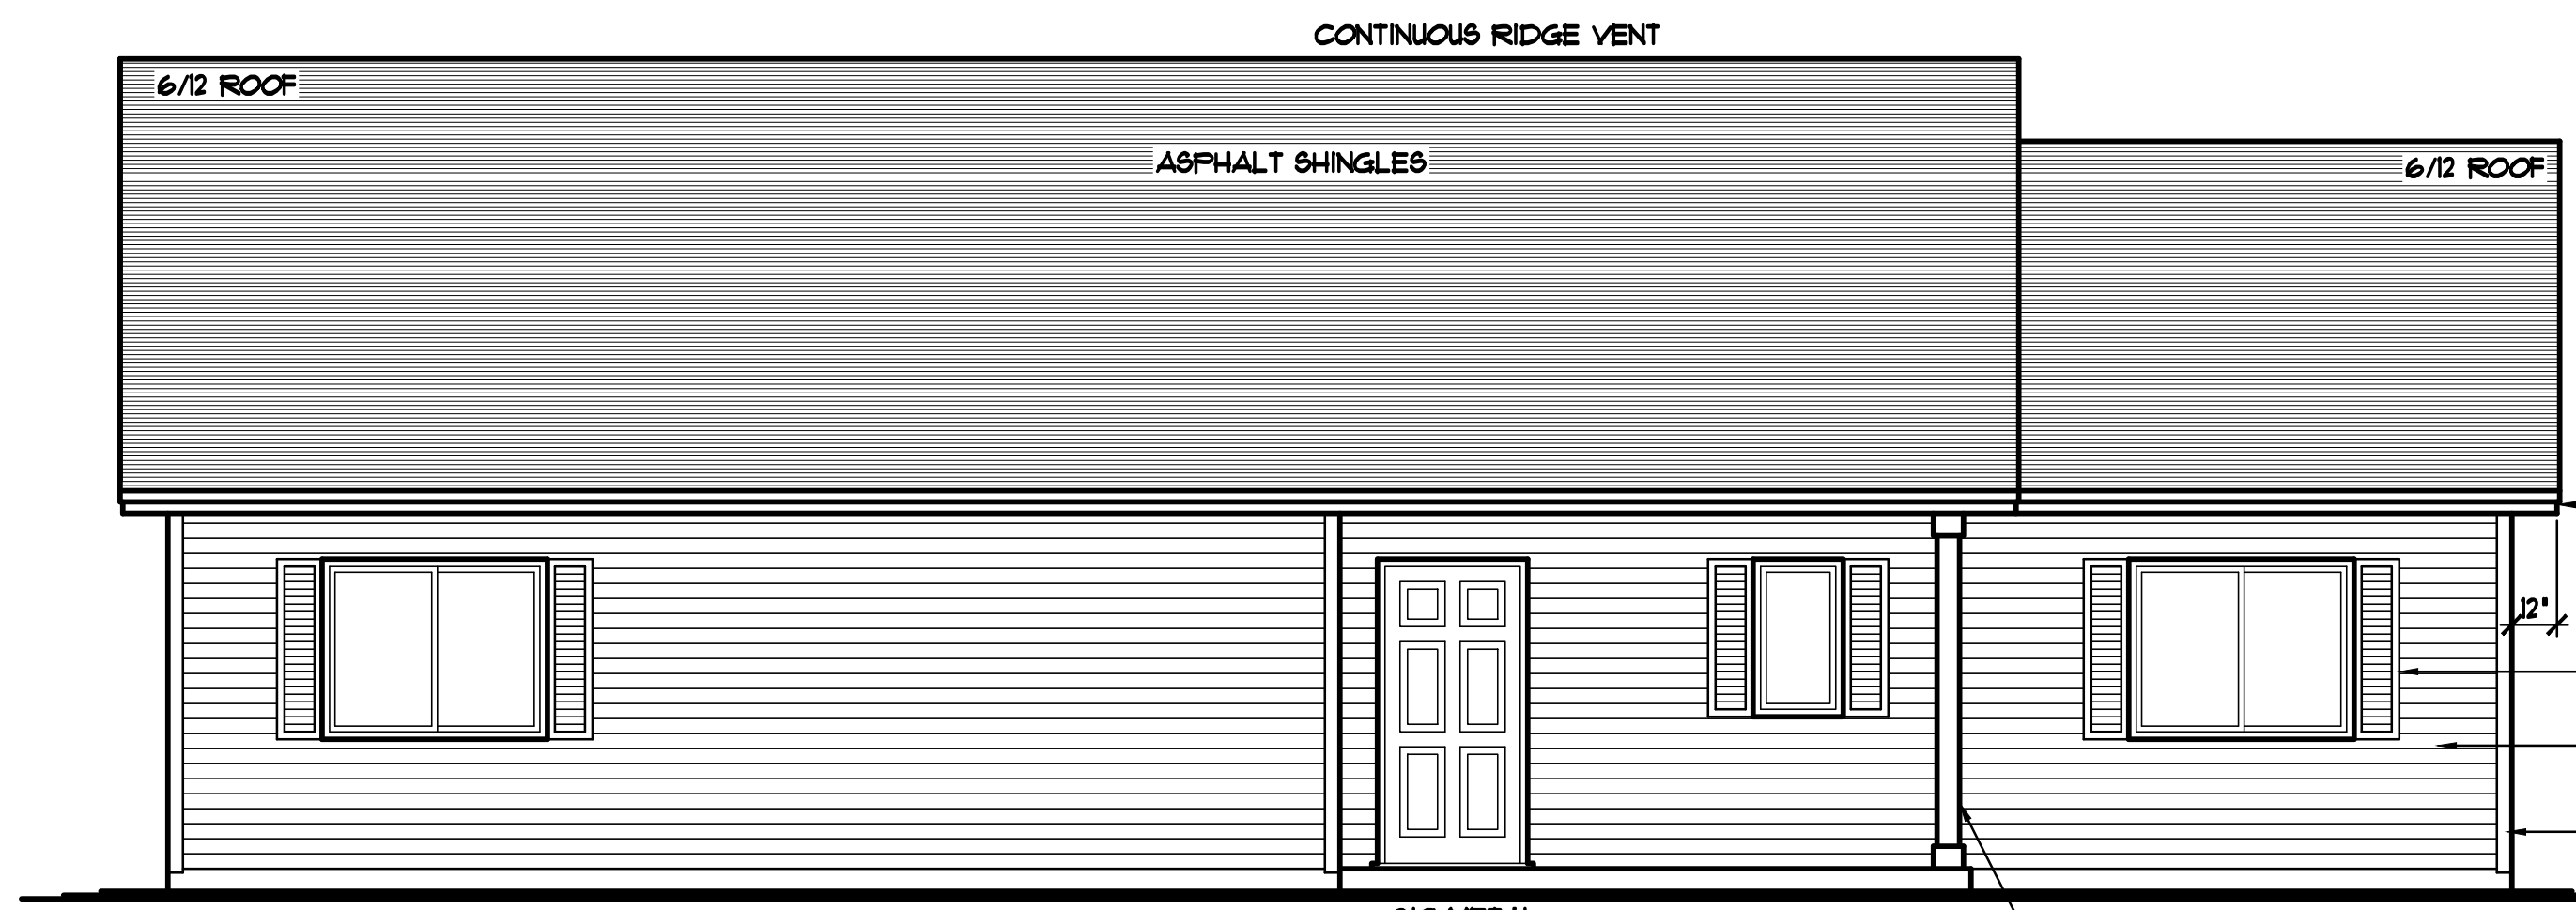 CONTINUOUS RIDGE VENT
6/12 ROOF
ASPHALT SHINGLES
6/12 ROOF
12"